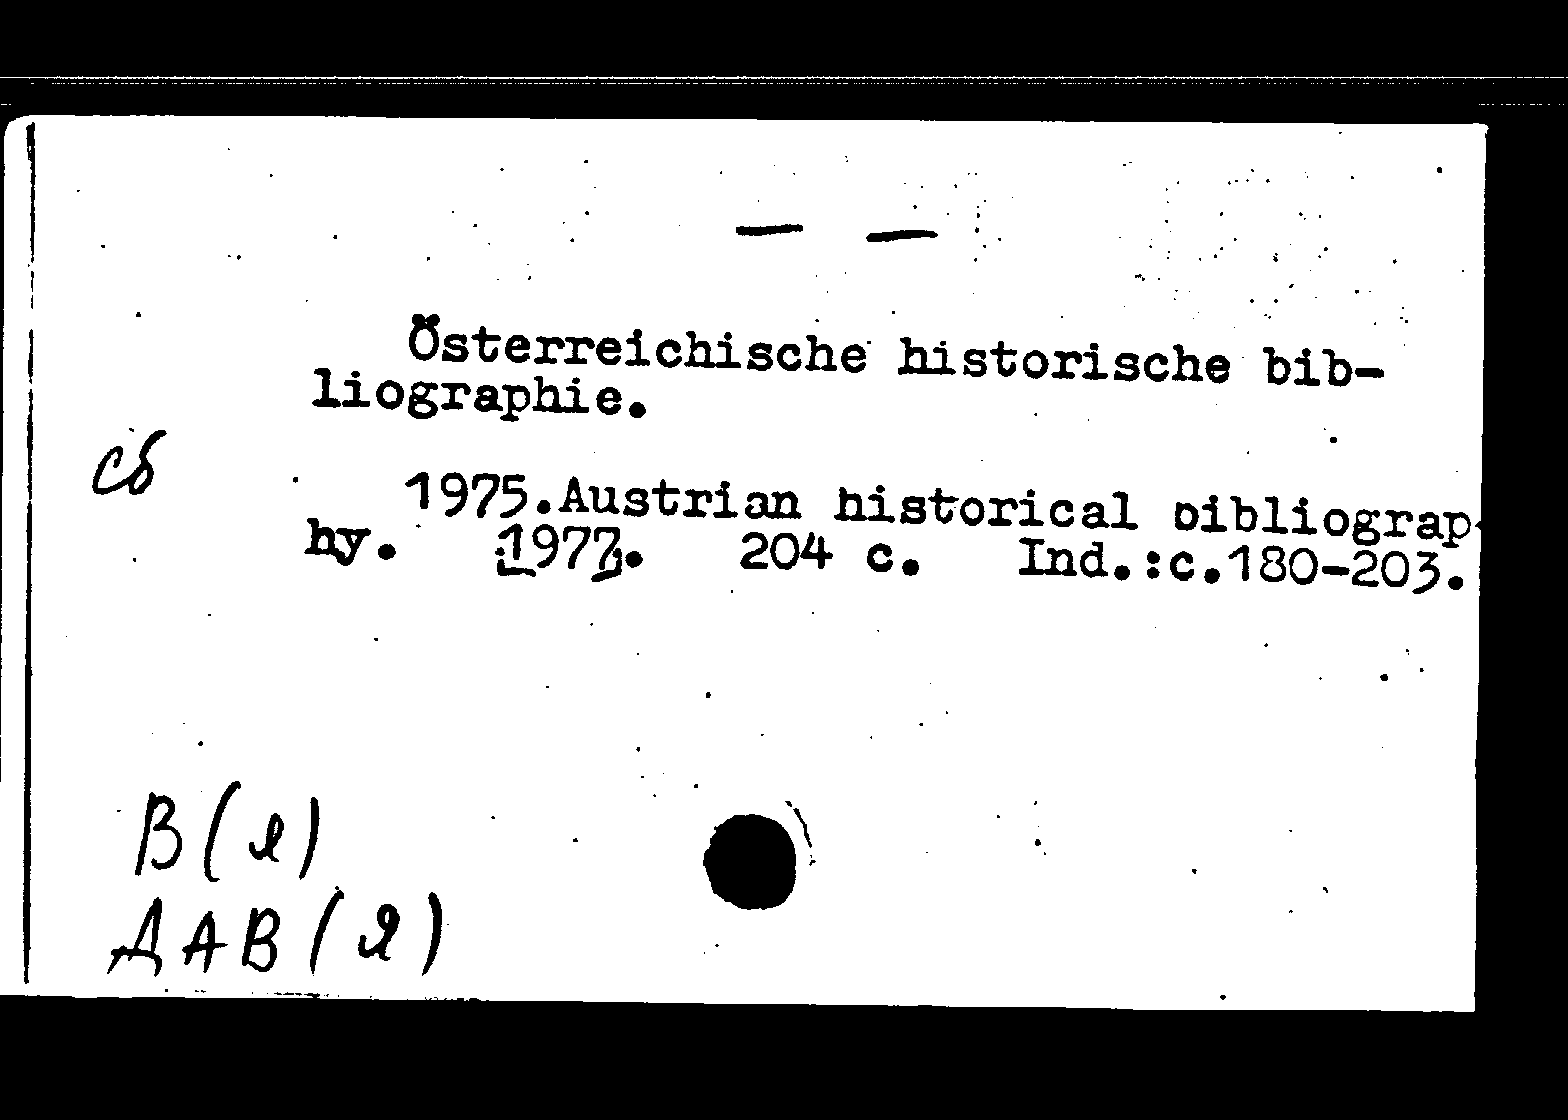 — —
Österreichische historische bib-
liographie.
сб
1975.Austrian historical bibliograp-
hy. 1977. 204 c. Ind.:c.180-203.
В(я)
ДАВ(Я)